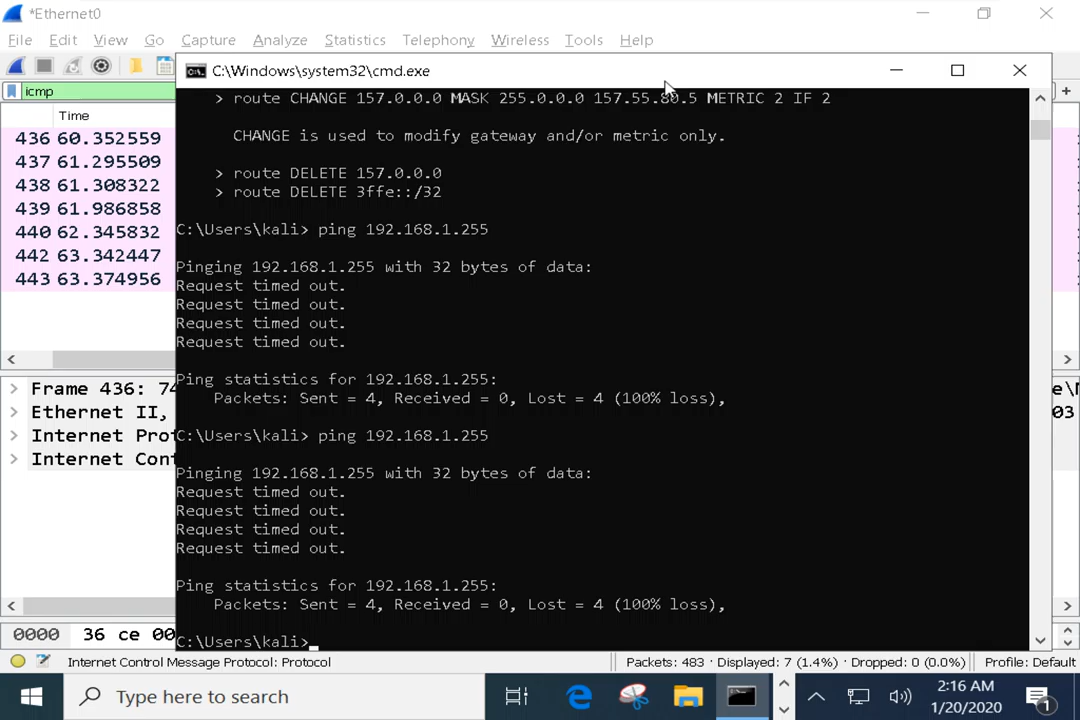 *Ethernet0
File Edit View Go Capture Analyze Statistics Telephony Wireless Tools Help
C:\Windows\system32\cmd.exe
icmp
+
Time
436 60.352559
437 61.295509
438 61.308322
439 61.986858
440 62.345832
442 63.342447
443 63.374956
> route CHANGE 157.0.0.0 MASK 255.0.0.0 157.55.80.5 METRIC 2 IF 2
CHANGE is used to modify gateway and/or metric only.
> route DELETE 157.0.0.0
> route DELETE 3ffe::/32
C:\Users\kali> ping 192.168.1.255
Pinging 192.168.1.255 with 32 bytes of data:
Request timed out.
Request timed out.
Request timed out.
Request timed out.
Ping statistics for 192.168.1.255:
Packets: Sent = 4, Received = 0, Lost = 4 (100% loss),
C:\Users\kali> ping 192.168.1.255
Pinging 192.168.1.255 with 32 bytes of data:
Request timed out.
Request timed out.
Request timed out.
Request timed out.
Ping statistics for 192.168.1.255:
Packets: Sent = 4, Received = 0, Lost = 4 (100% loss),
C:\Users\kali>
Frame 436: 74
Ethernet II,
03
Internet Pro
Internet Con
0000 36 ce 00
Internet Control Message Protocol: Protocol
Packets: 483 · Displayed: 7 (1.4%) · Dropped: 0 (0.0%)
Profile: Default
Type here to search
2:16 AM
1/20/2020
1